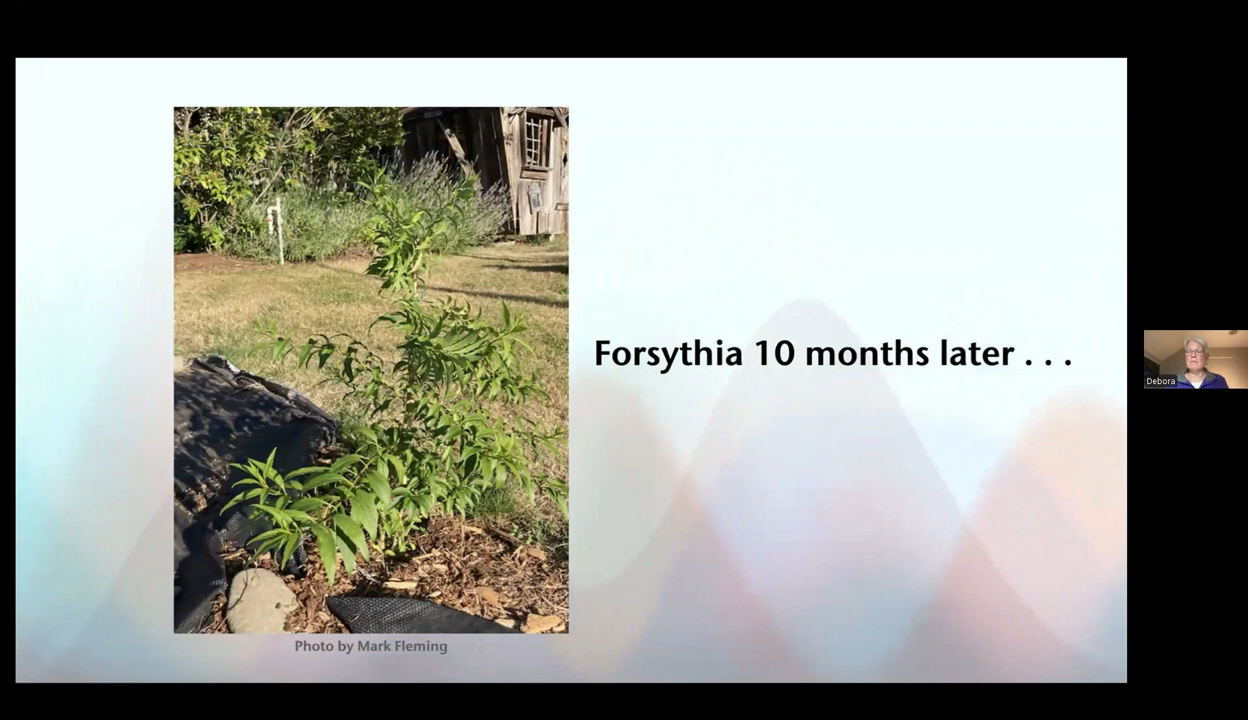 Forsythia 10 months later . . .
Photo by Mark Fleming
Debora